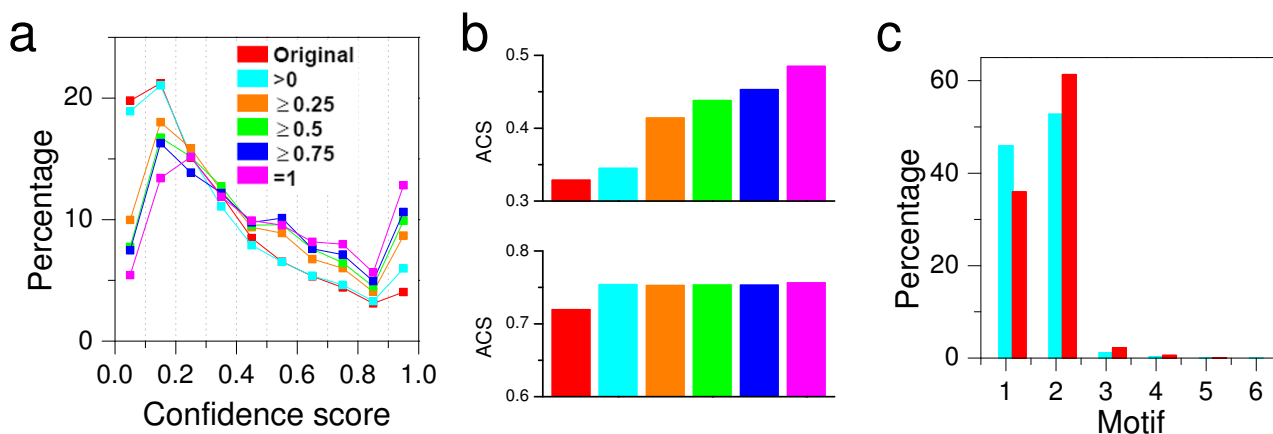 a
Percentage
20
10
0
0.0 0.2 0.4 0.6 0.8 1.0
Confidence score
Original
>0
≥0.25
≥0.5
≥0.75
=1
b
ACS
0.5
0.4
0.3
ACS
0.8
0.7
0.6
c
Percentage
60
40
20
0
1 2 3 4 5 6
Motif